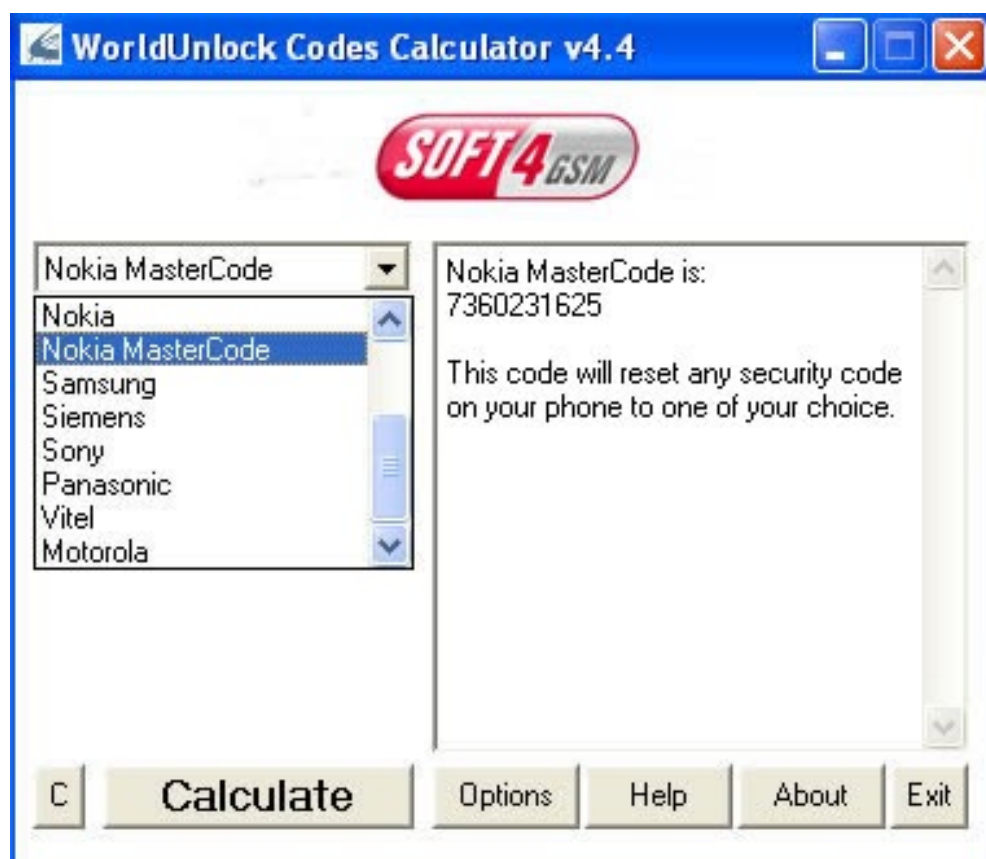 WorldUnlock Codes Calculator v4.4
SOFT4GSM
Nokia MasterCode
Nokia
Nokia MasterCode
Samsung
Siemens
Sony
Panasonic
Vitel
Motorola
Nokia MasterCode is:
7360231625
This code will reset any security code
on your phone to one of your choice.
C
Calculate
Options
Help
About
Exit